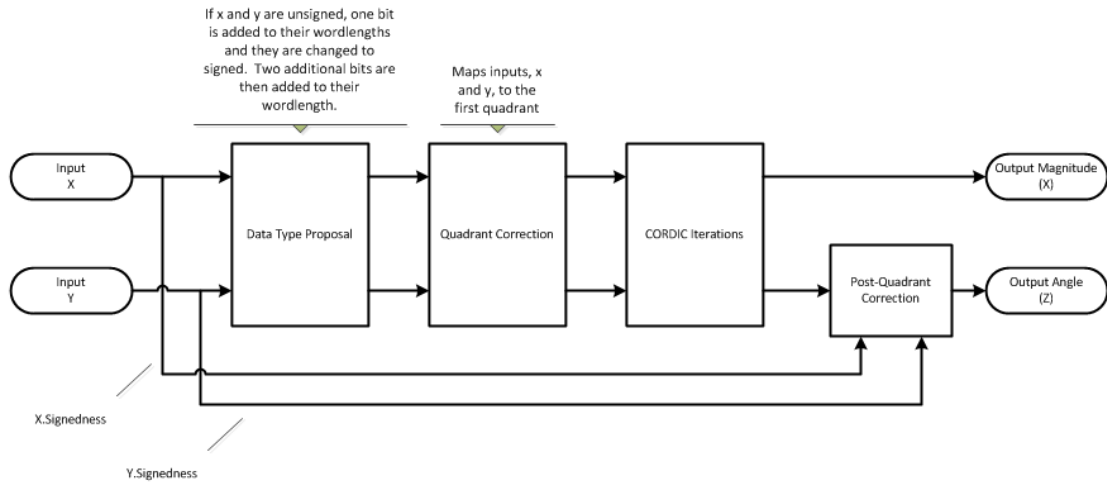 If x and y are unsigned, one bit
is added to their wordlengths
and they are changed to
signed.  Two additional bits are
then added to their
wordlength.
Maps inputs, x
and y, to the
first quadrant
Input
X
Data Type Proposal
Quadrant Correction
CORDIC Iterations
Output Magnitude
(X)
Input
Y
Post-Quadrant
Correction
Output Angle
(Z)
X.Signedness
Y.Signedness